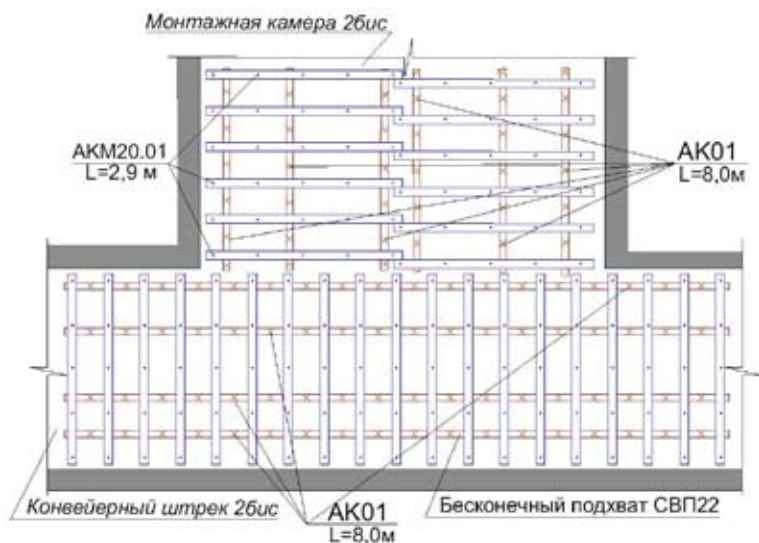 Монтажная камера 2бис
АКМ20.01
L=2,9 м
АК01
L=8,0м
Конвейерный штрек 2бис
АК01
L=8,0м
Бесконечный подхват СВП22